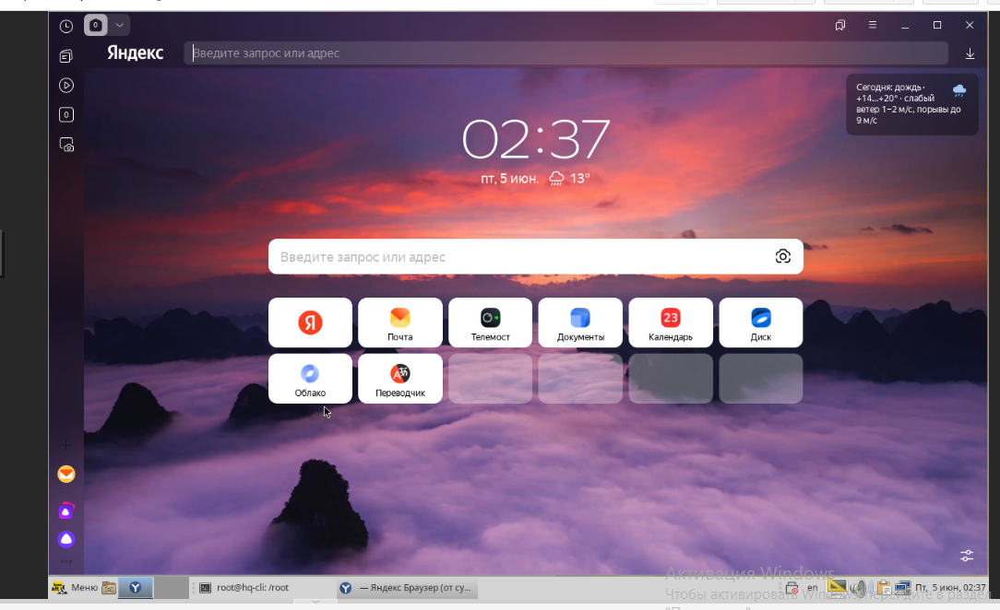 0
Яндекс
Введите запрос или адрес
0
Сегодня: дождь ·
+14...+20° · слабый
ветер 1–2 м/с, порывы до
9 м/с
02:37
пт, 5 июн. 13°
Введите запрос или адрес
Я
Почта
Телемост
Документы
23
Календарь
Диск
Облако
Переводчик
Активация Windows
Меню
root@hq-cli: /root
— Яндекс Браузер (от су...
en
Пт, 5 июн, 02:37
Чтобы активировать Windows, перейдите в раздел